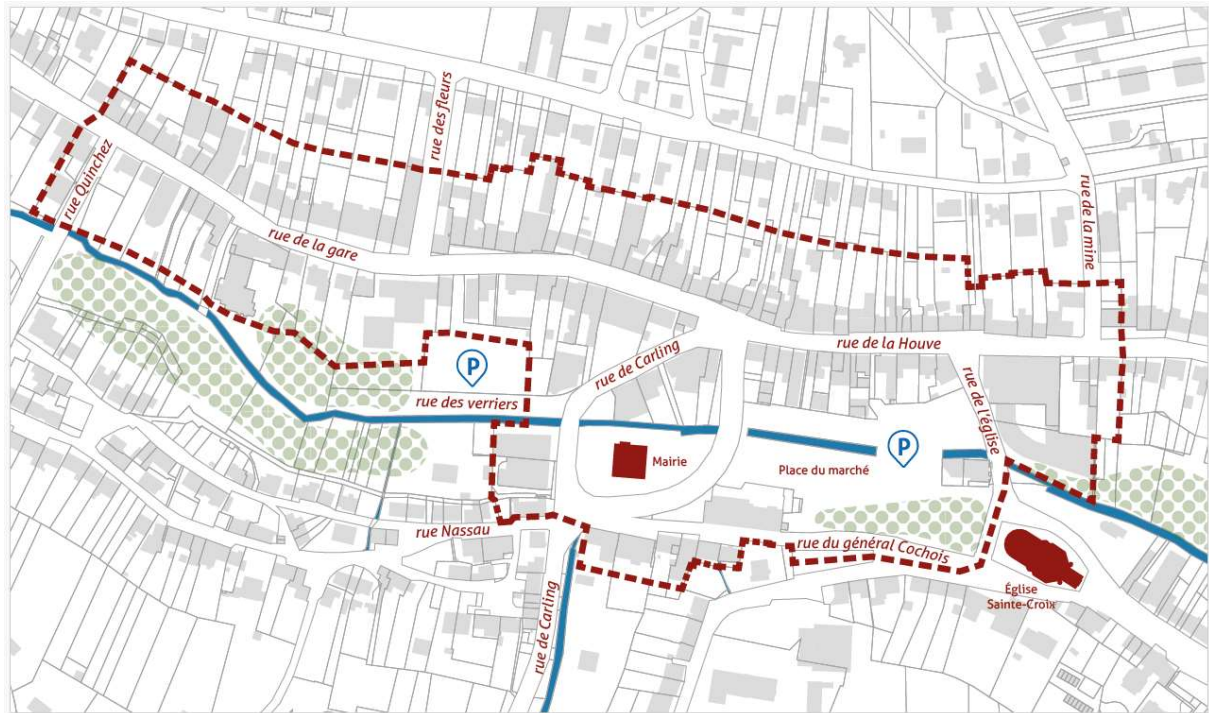 rue des fleurs
rue Quinchez
rue de la mine
rue de la gare
rue de la Houve
rue de Carling
P
rue des verriers
rue de l'église
P
Mairie
Place du marché
rue Nassau
rue du général Cochois
Église
Sainte-Croix
rue de Carling